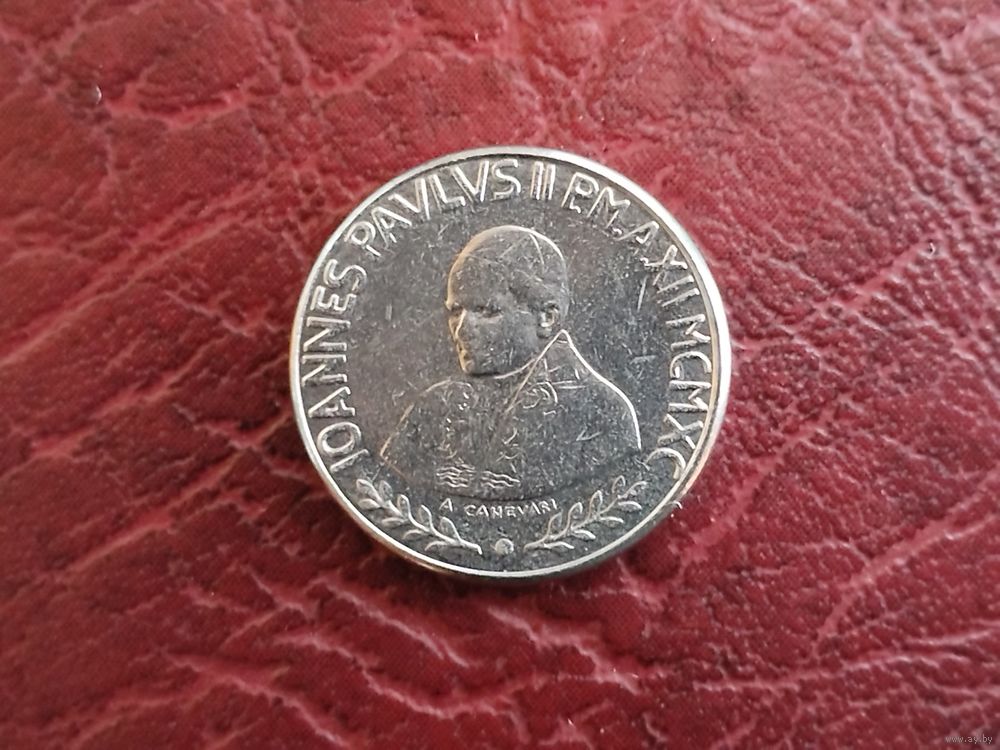 IOANNES PAVLVS II P.M.A.XII MCMXC
A CANEVARI
www.ay.by